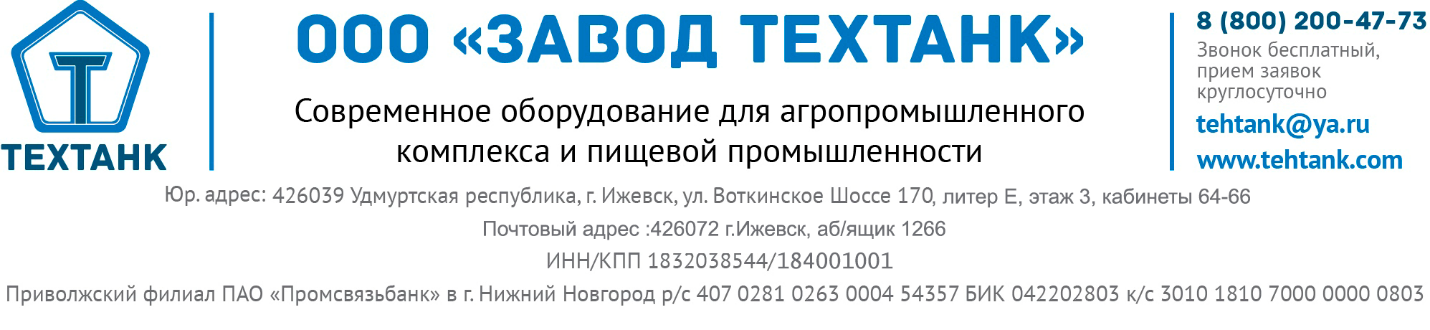 Т
ТЕХТАНК
ООО «ЗАВОД ТЕХТАНК»
Современное оборудование для агропромышленного
комплекса и пищевой промышленности
8 (800) 200-47-73
Звонок бесплатный,
прием заявок
круглосуточно
tehtank@ya.ru
www.tehtank.com
Юр. адрес: 426039 Удмуртская республика, г. Ижевск, ул. Воткинское Шоссе 170, литер Е, этаж 3, кабинеты 64-66
Почтовый адрес :426072 г.Ижевск, аб/ящик 1266
ИНН/КПП 1832038544/184001001
Приволжский филиал ПАО «Промсвязьбанк» в г. Нижний Новгород р/с 407 0281 0263 0004 54357 БИК 042202803 к/с 3010 1810 7000 0000 0803